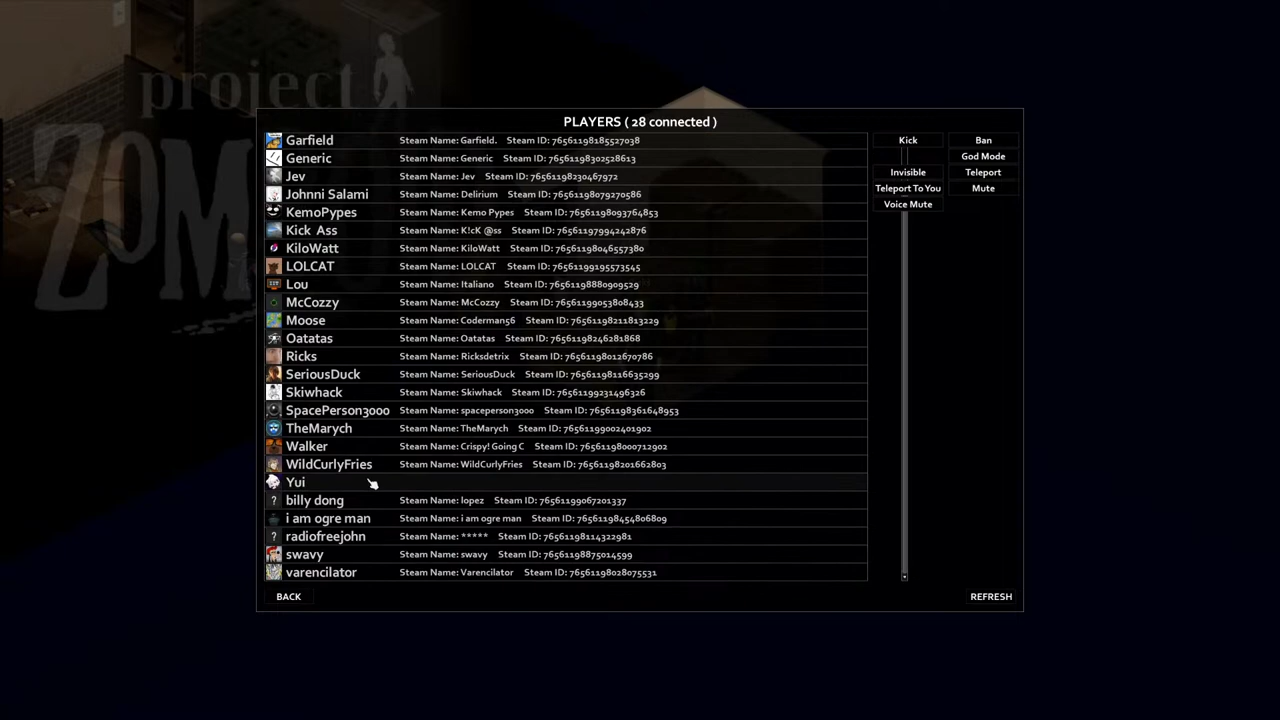 project
ZOM
PLAYERS ( 28 connected )
Garfield Steam Name: Garfield. Steam ID: 76561198185527038
Generic Steam Name: Generic Steam ID: 76561198302528613
Jev Steam Name: Jev Steam ID: 76561198230467972
Johnni Salami Steam Name: Delirium Steam ID: 76561198079270586
KemoPypes Steam Name: Kemo Pypes Steam ID: 76561198093764853
Kick Ass Steam Name: K!cK @ss Steam ID: 76561197994242876
KiloWatt Steam Name: KiloWatt Steam ID: 76561198046557380
LOLCAT Steam Name: LOLCAT Steam ID: 76561199195573545
Lou Steam Name: Italiano Steam ID: 76561198880909529
McCozzy Steam Name: McCozzy Steam ID: 76561199053808433
Moose Steam Name: Coderman56 Steam ID: 76561198211813229
Oatatas Steam Name: Oatatas Steam ID: 76561198246281868
Ricks Steam Name: Ricksdetrix Steam ID: 76561198012670786
SeriousDuck Steam Name: SeriousDuck Steam ID: 76561198116635299
Skiwhack Steam Name: Skiwhack Steam ID: 76561199231496326
SpacePerson3000 Steam Name: spaceperson3000 Steam ID: 76561198361648953
TheMarych Steam Name: TheMarych Steam ID: 76561199002401902
Walker Steam Name: Crispy! Going C Steam ID: 76561198000712902
WildCurlyFries Steam Name: WildCurlyFries Steam ID: 76561198201662803
Yui
? billy dong Steam Name: lopez Steam ID: 76561199067201337
i am ogre man Steam Name: i am ogre man Steam ID: 76561198454806809
? radiofreejohn Steam Name: ***** Steam ID: 76561198114322981
swavy Steam Name: swavy Steam ID: 76561198875014599
varencilator Steam Name: Varencilator Steam ID: 76561198028075531
Kick Ban
God Mode
Invisible Teleport
Teleport To You Mute
Voice Mute
BACK REFRESH